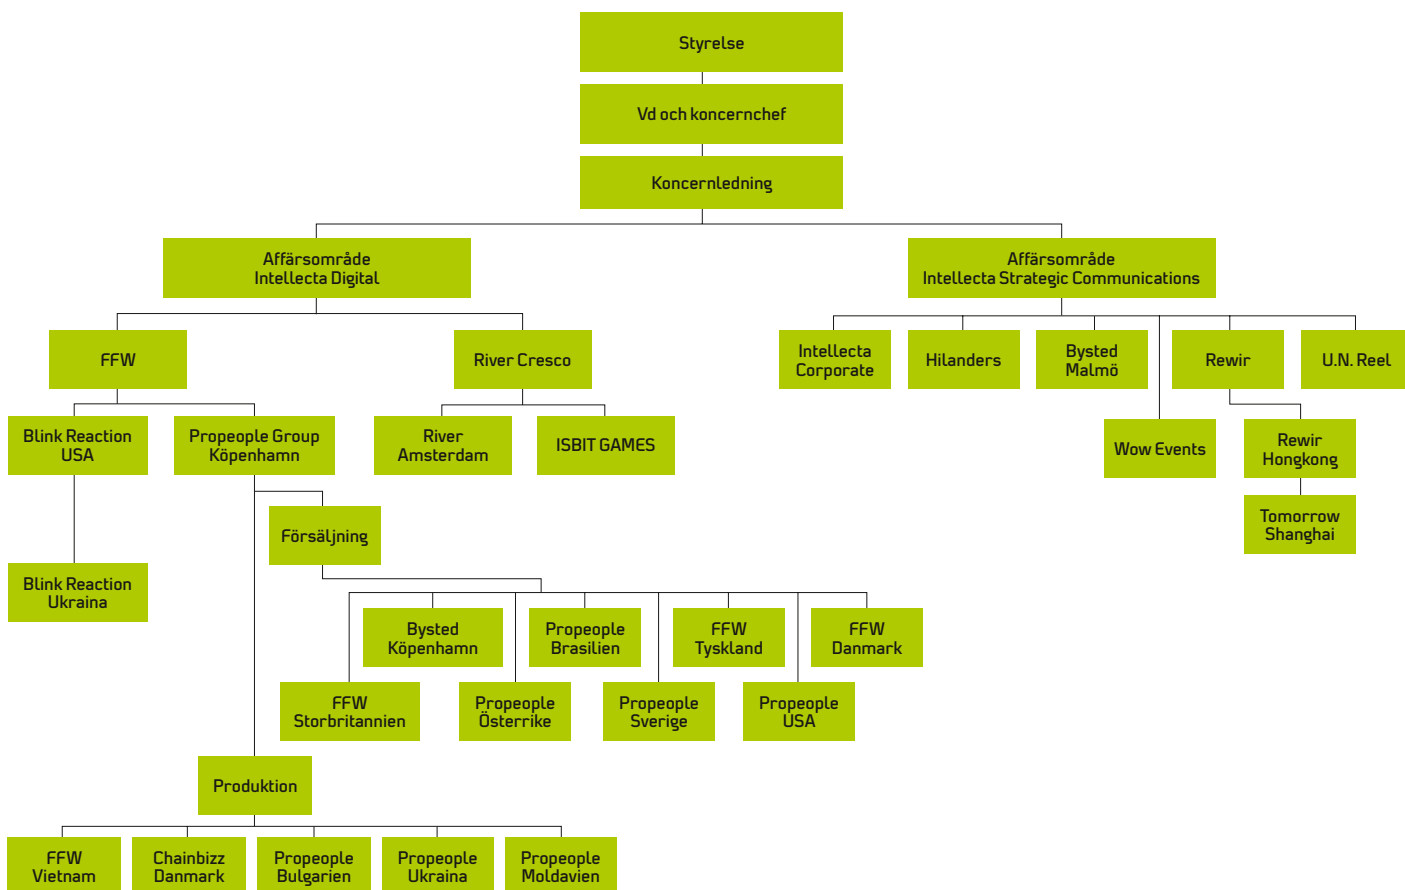 Styrelse
Vd och koncernchef
Koncernledning
Affärsområde
Intellecta Digital
Affärsområde
Intellecta Strategic Communications
FFW
River Cresco
Intellecta
Corporate
Hilanders
Bysted
Malmö
Rewir
U.N. Reel
Blink Reaction
USA
Propeople Group
Köpenhamn
River
Amsterdam
ISBIT GAMES
Wow Events
Rewir
Hongkong
Försäljning
Tomorrow
Shanghai
Blink Reaction
Ukraina
Bysted
Köpenhamn
Propeople
Brasilien
FFW
Tyskland
FFW
Danmark
FFW
Storbritannien
Propeople
Österrike
Propeople
Sverige
Propeople
USA
Produktion
FFW
Vietnam
Chainbizz
Danmark
Propeople
Bulgarien
Propeople
Ukraina
Propeople
Moldavien